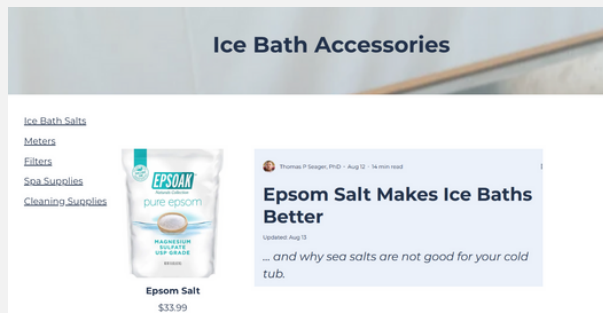 Ice Bath Accessories
Ice Bath Salts
Meters
Filters
Spa Supplies
Cleaning Supplies
EPSOAK
pure epsom
MAGNESIUM
SULFATE
USP GRADE
Epsom Salt
$33.99
Thomas P Seager, PhD - Aug 12 - 14 min read
Epsom Salt Makes Ice Baths
Better
Updated: Aug 13
... and why sea salts are not good for your cold
tub.